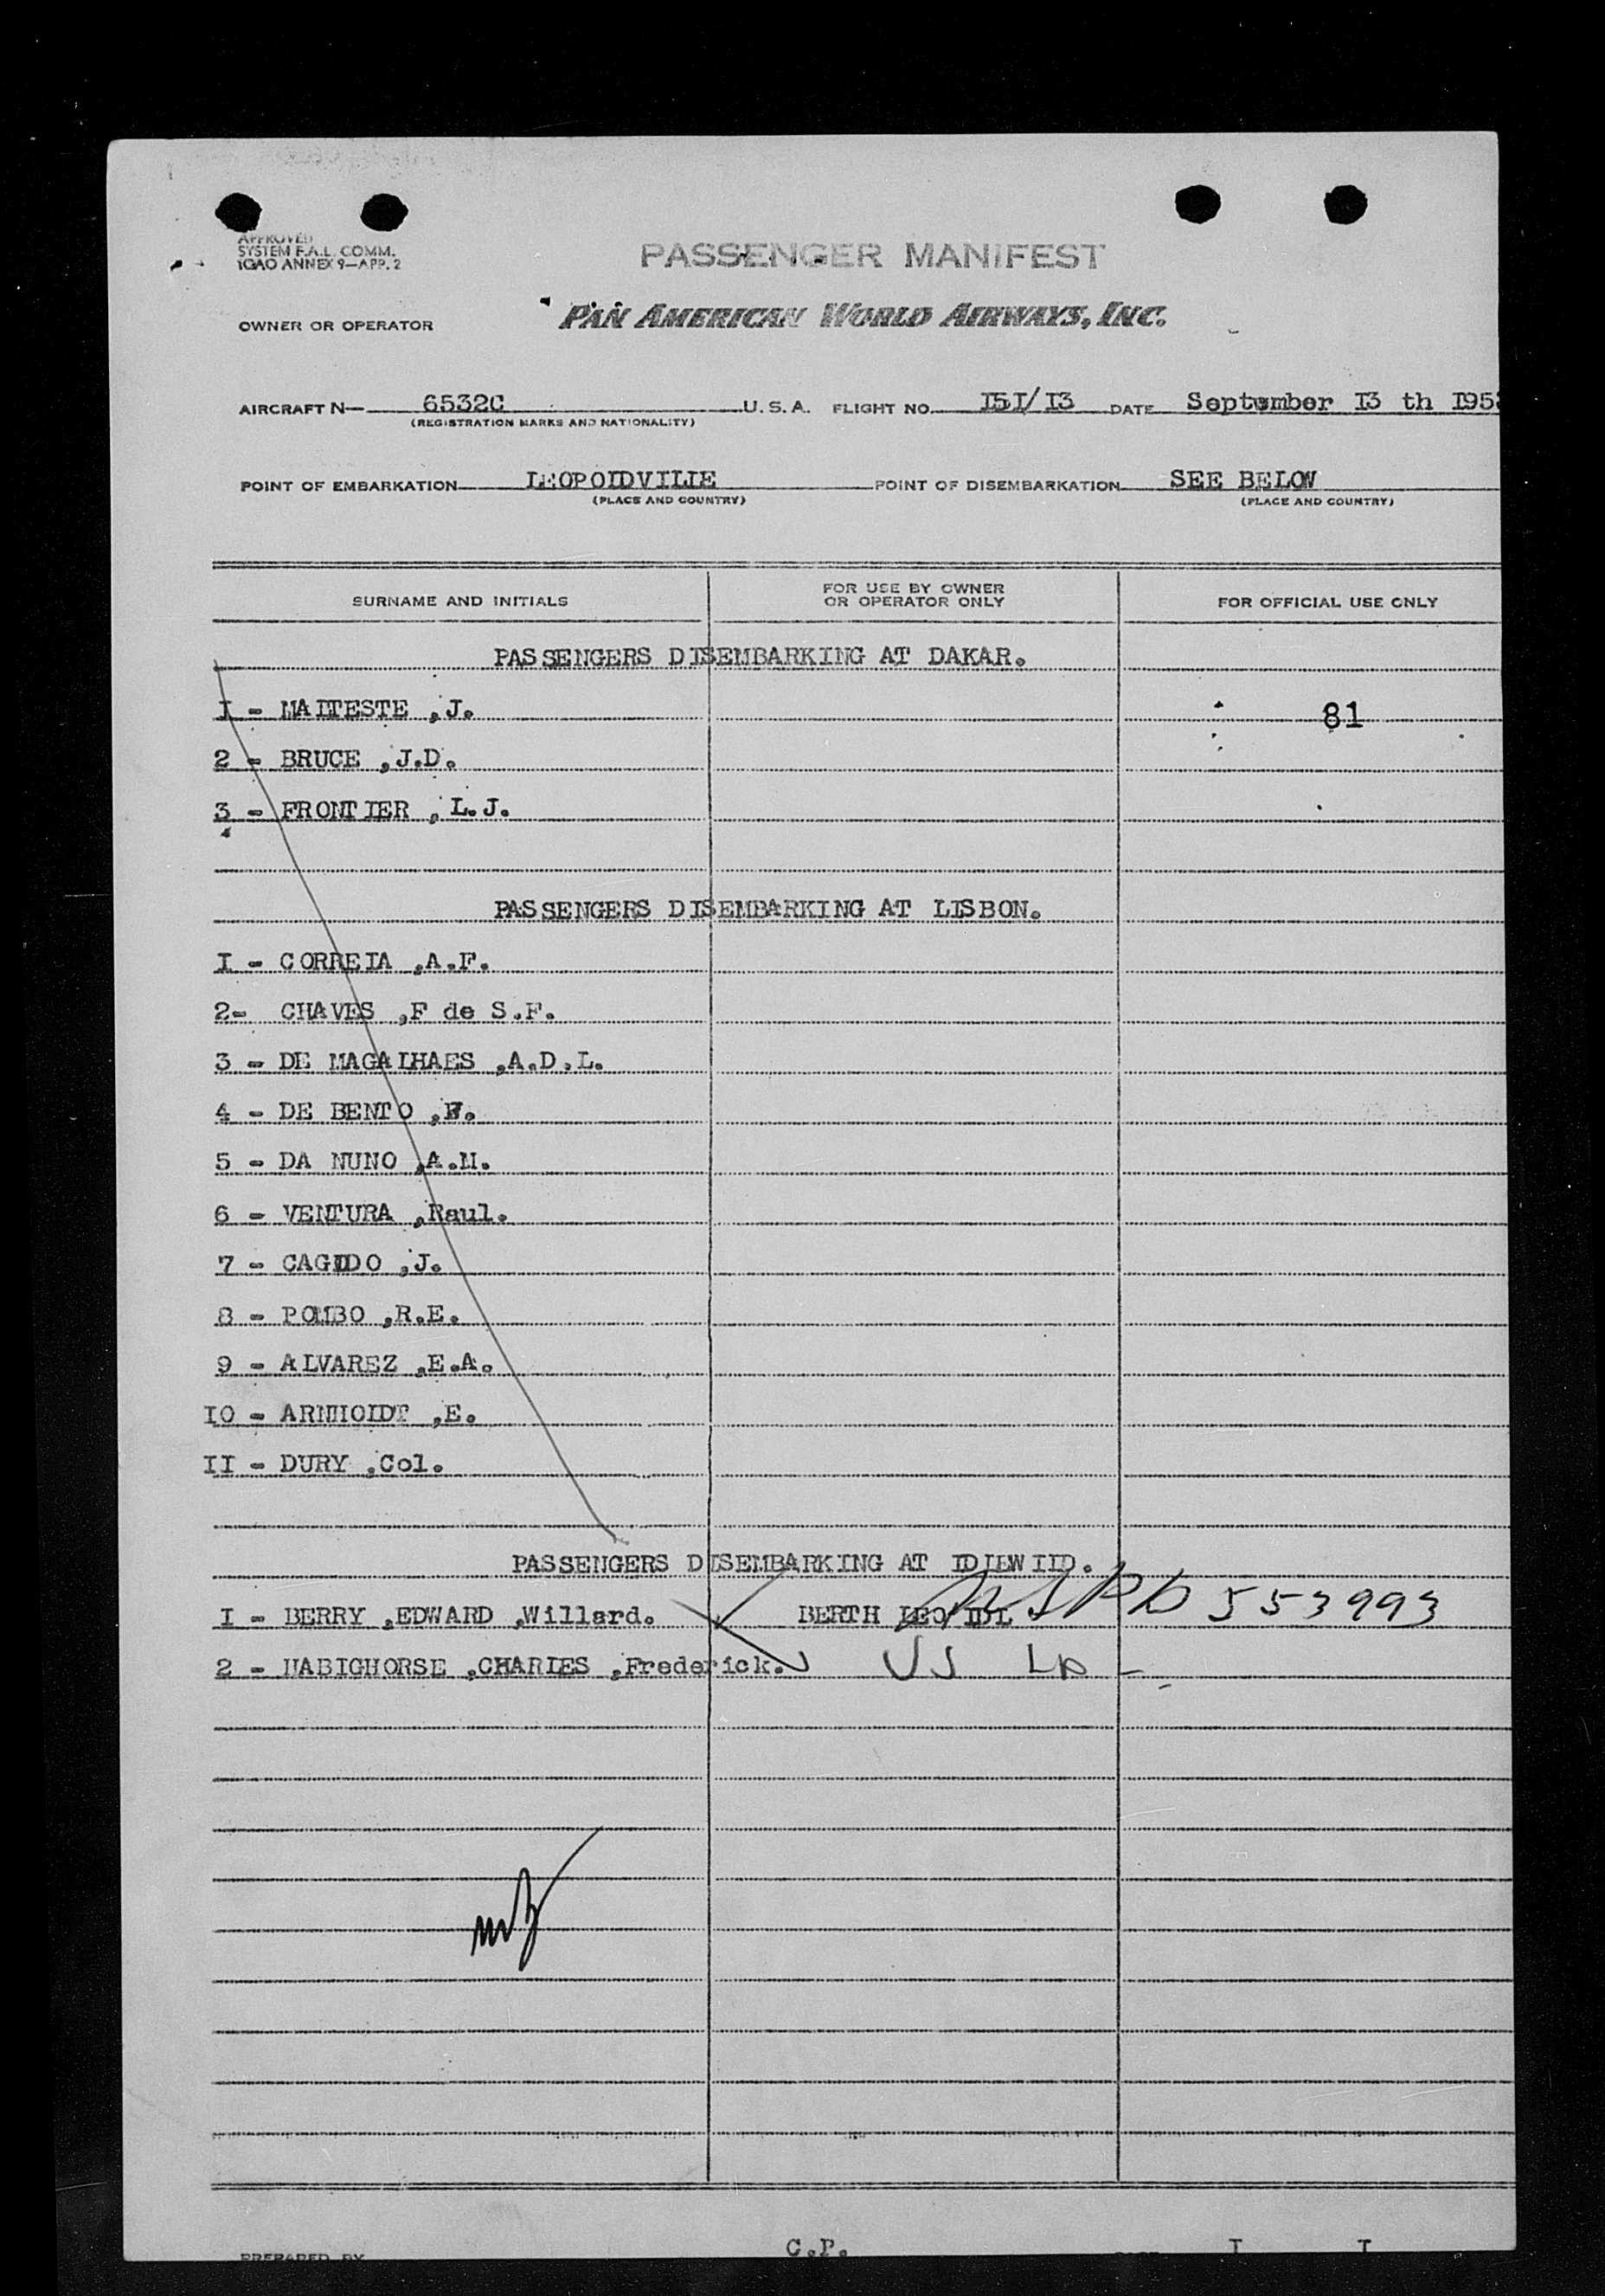 APPROVED
SYSTEM F.A.L. COMM.
ICAO ANNEX 9—APP. 2
PASSENGER MANIFEST
OWNER OR OPERATOR PAN AMERICAN WORLD AIRWAYS, INC.
AIRCRAFT N— 6532C U.S.A. FLIGHT NO. I5I/I3 DATE September I3 th I95
(REGISTRATION MARKS AND NATIONALITY)
POINT OF EMBARKATION LEOPOLDVILLE POINT OF DISEMBARKATION SEE BELOW
(PLACE AND COUNTRY) (PLACE AND COUNTRY)
SURNAME AND INITIALS FOR USE BY OWNER OR OPERATOR ONLY FOR OFFICIAL USE ONLY
PASSENGERS DISEMBARKING AT DAKAR.
I - MALTESTE ,J. 81
2 - BRUCE ,J.D.
3 - FRONTIER , L.J.
PASSENGERS DISEMBARKING AT LISBON.
I - CORREIA ,A.F.
2- CHAVES ,F de S.F.
3 - DE MAGALHAES ,A.D.L.
4 - DE BENTO ,F.
5 - DA NUNO ,A.M.
6 - VENTURA ,Raul.
7 - CAGIDO ,J.
8 - POMBO ,R.E.
9 - ALVAREZ ,E.A.
IO - ARNHOLDT ,E.
II - DURY ,Col.
PASSENGERS DISEMBARKING AT IDLEWILD.
I - BERRY ,EDWARD ,Willard. BERTH LEO IDL 553993
2 - HABIGHORSE ,CHARLES ,Frederick. US
PREPARED BY C.P. PAGE I I